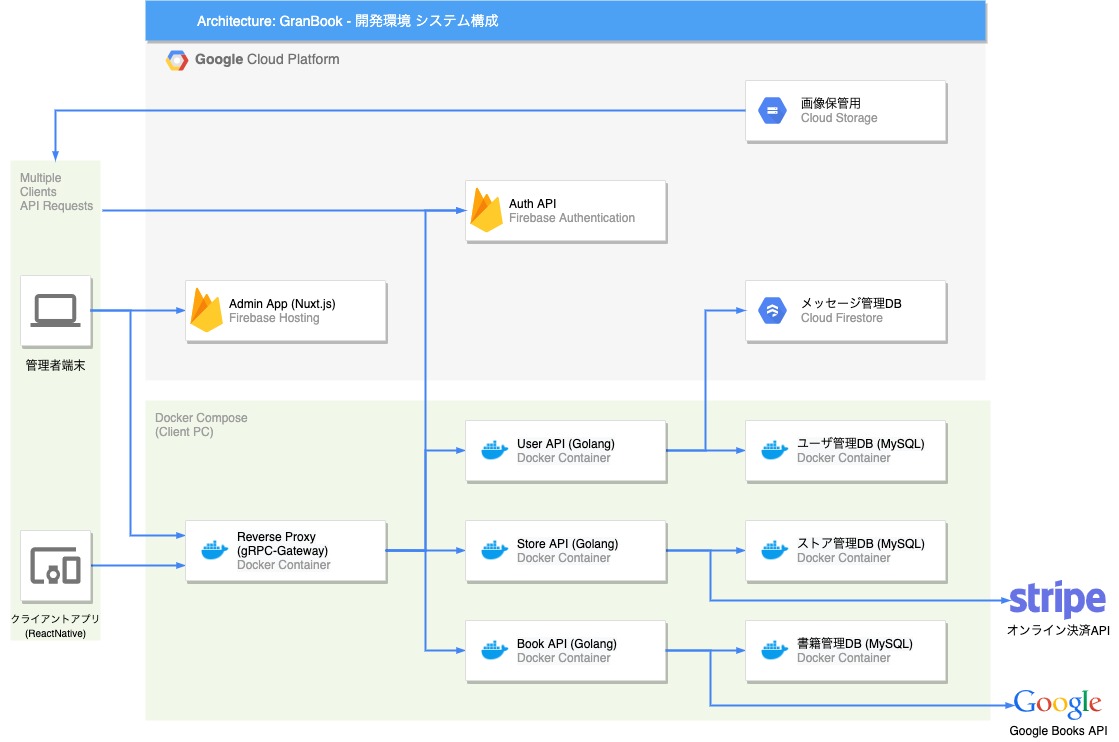 Architecture: GranBook - 開発環境 システム構成
Google Cloud Platform
画像保管用
Cloud Storage
Multiple
Clients
API Requests
Auth API
Firebase Authentication
Admin App (Nuxt.js)
Firebase Hosting
メッセージ管理DB
Cloud Firestore
管理者端末
Docker Compose
(Client PC)
User API (Golang)
Docker Container
ユーザ管理DB (MySQL)
Docker Container
Reverse Proxy
(gRPC-Gateway)
Docker Container
Store API (Golang)
Docker Container
ストア管理DB (MySQL)
Docker Container
stripe
オンライン決済API
クライアントアプリ
(ReactNative)
Book API (Golang)
Docker Container
書籍管理DB (MySQL)
Docker Container
Google
Google Books API